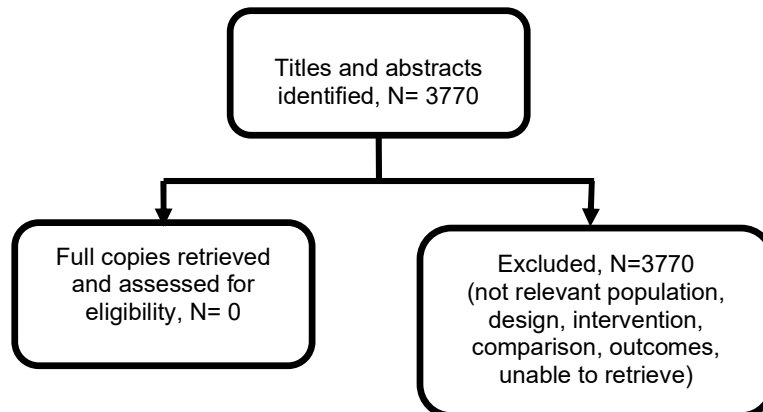 Titles and abstracts
identified, N= 3770
Full copies retrieved
and assessed for
eligibility, N= 0
Excluded, N=3770
(not relevant population,
design, intervention,
comparison, outcomes,
unable to retrieve)